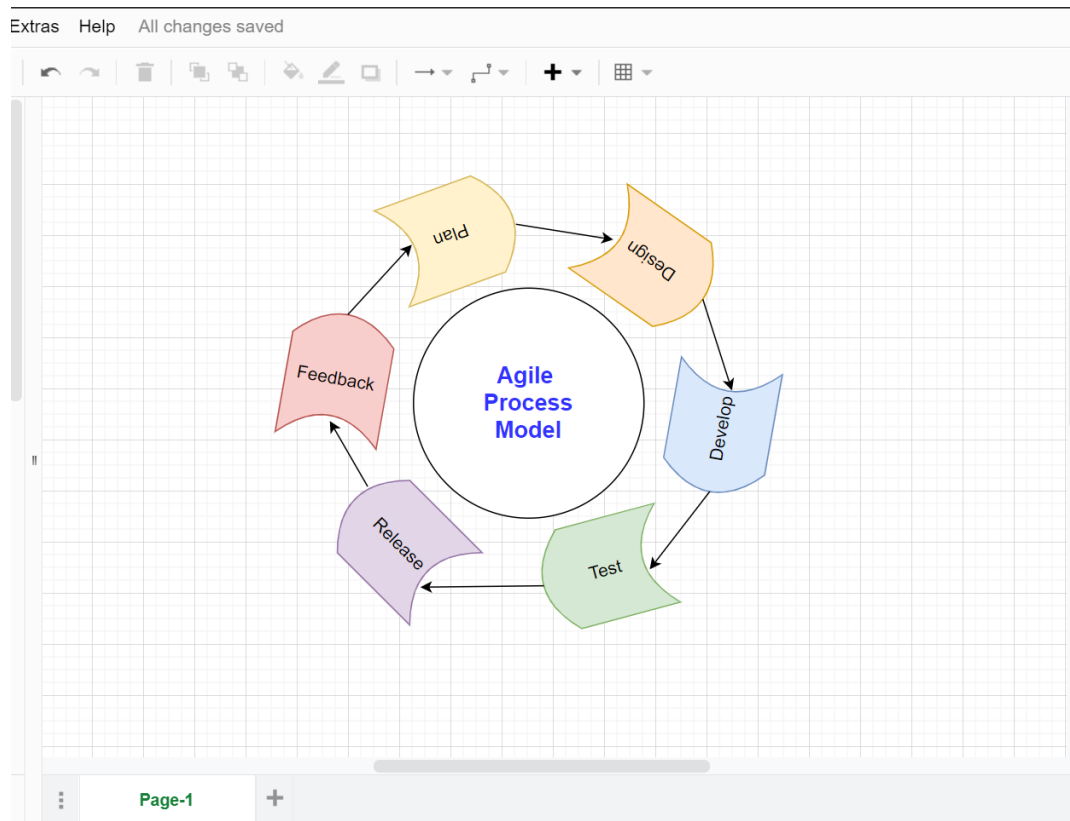 Extras Help All changes saved
Plan
Design
Feedback
Agile
Process
Model
Develop
Release
Test
Page-1